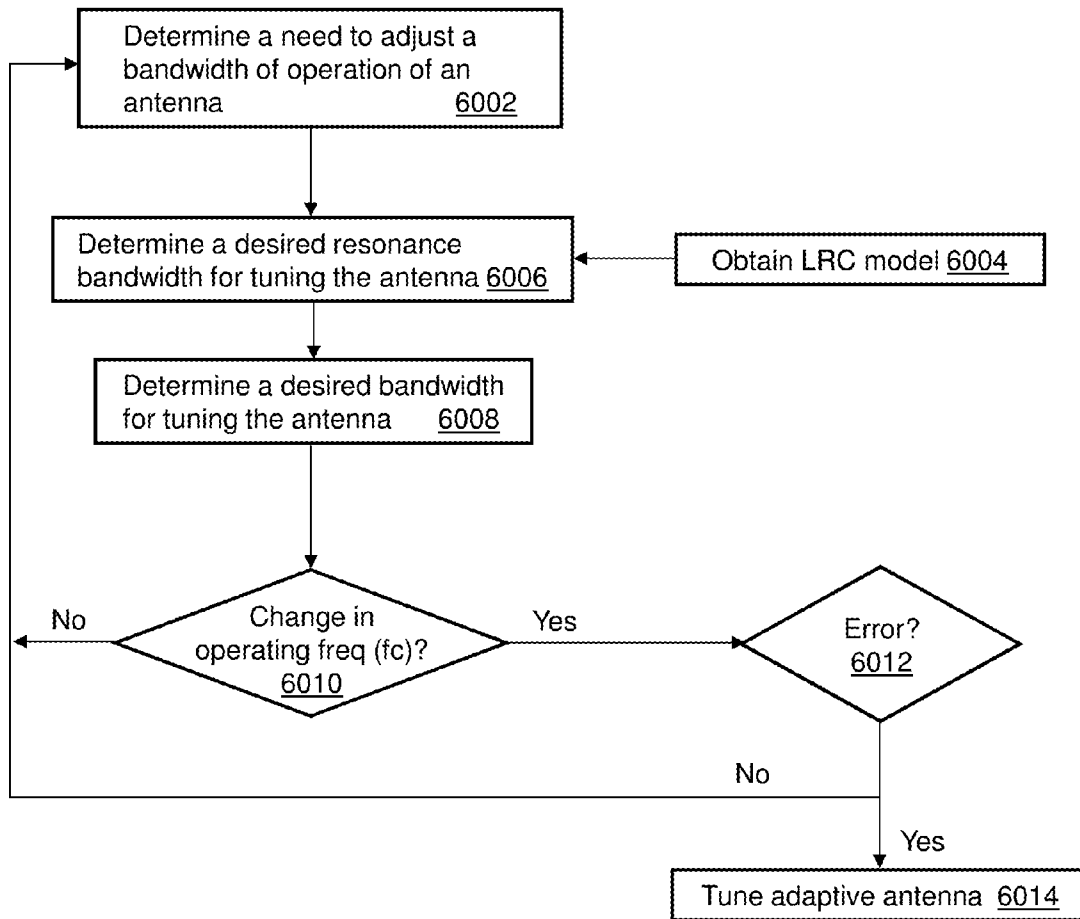 Determine a need to adjust a
bandwidth of operation of an
antenna 6002
Determine a desired resonance
bandwidth for tuning the antenna 6006
Obtain LRC model 6004
Determine a desired bandwidth
for tuning the antenna 6008
No
Change in
operating freq (fc)?
6010
Yes
Error?
6012
No
Yes
Tune adaptive antenna 6014